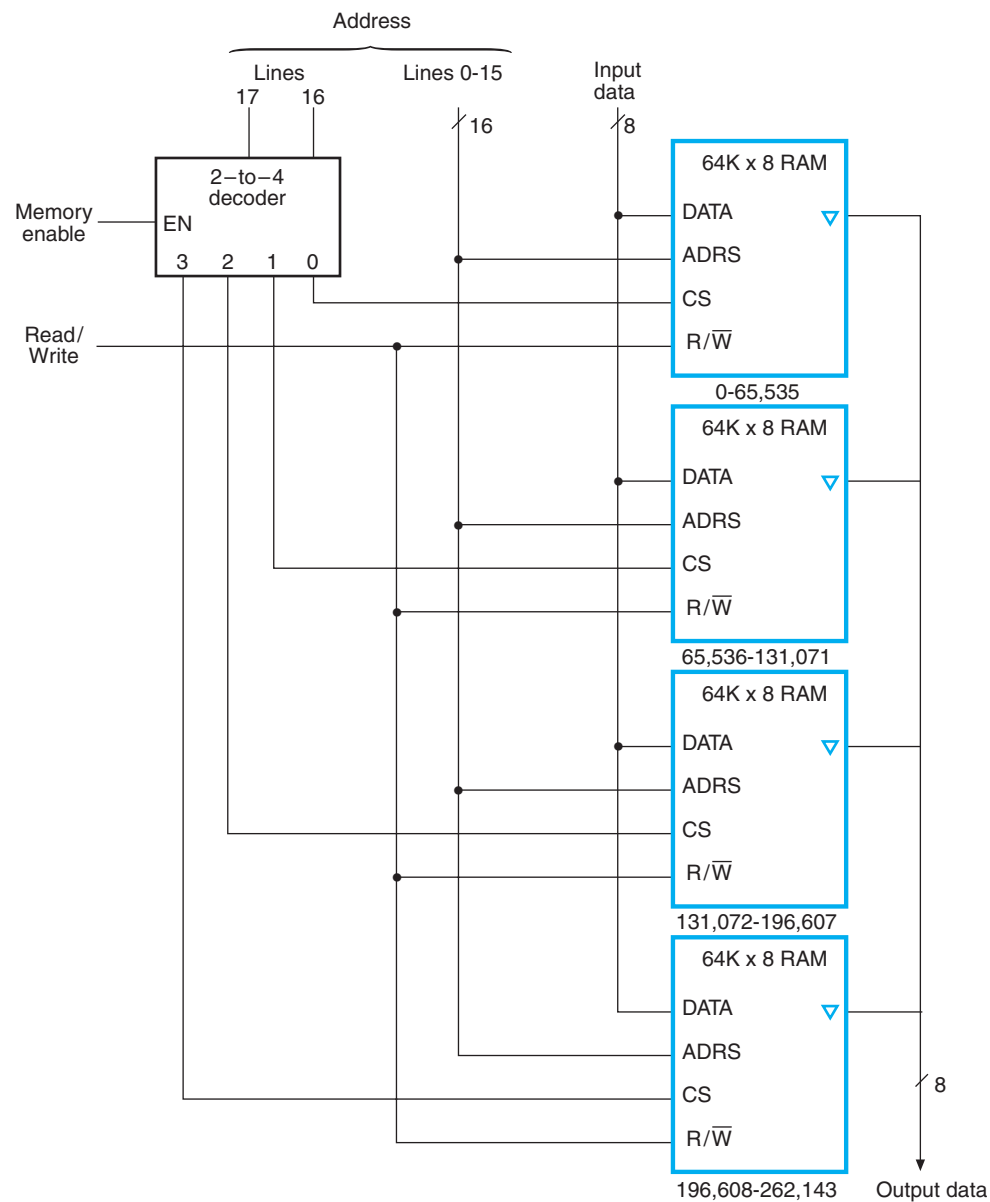 Address
Lines
17 16
Lines 0-15
16
Input
data
8
2–to–4
decoder
Memory
enable
EN
3 2 1 0
Read/
Write
64K x 8 RAM
DATA
ADRS
CS
R/W̅
0-65,535
64K x 8 RAM
DATA
ADRS
CS
R/W̅
65,536-131,071
64K x 8 RAM
DATA
ADRS
CS
R/W̅
131,072-196,607
64K x 8 RAM
DATA
ADRS
CS
R/W̅
196,608-262,143
8
Output data